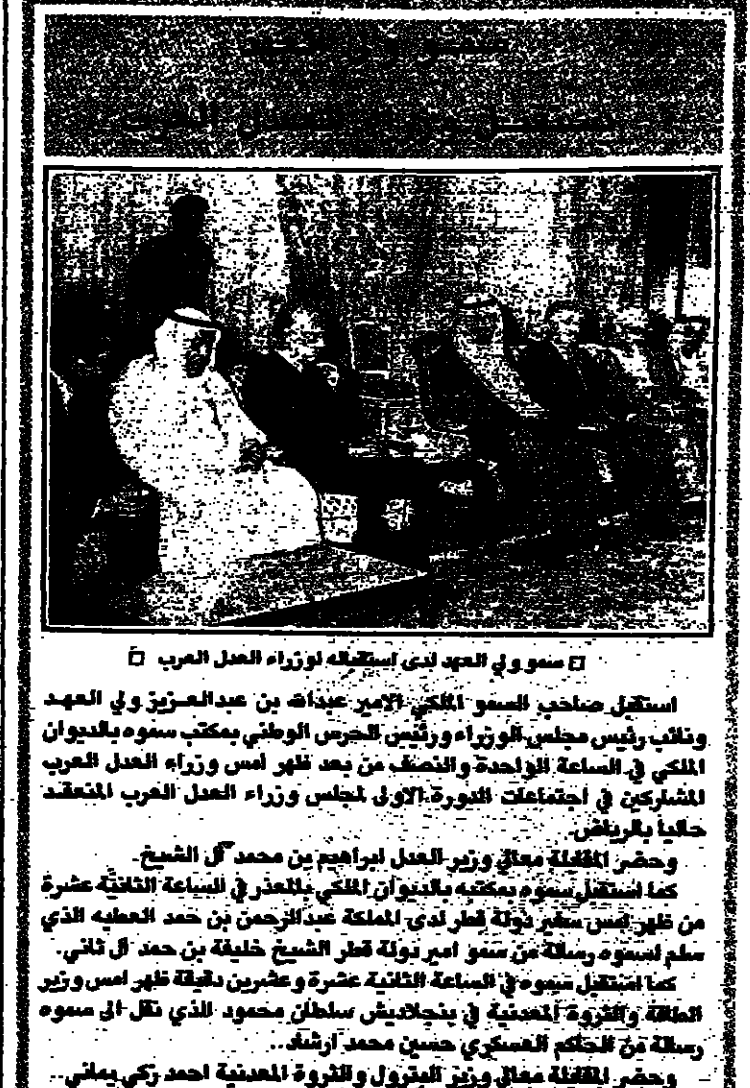 سمو ولي العهد
يستقبل وزراء العدل العرب
□ سمو ولي العهد لدى استقباله لوزراء العدل العرب □
استقبل صاحب السمو الملكي الامير عبدالله بن عبدالعزيز ولي العهد
ونائب رئيس مجلس الوزراء ورئيس الحرس الوطني بمكتب سموه بالديوان
الملكي في الساعة الواحدة والنصف من بعد ظهر امس وزراء العدل العرب
المشاركين في اجتماعات الدورة الاولى لمجلس وزراء العدل العرب المنعقد
حاليا بالرياض.
وحضر المقابلة معالي وزير العدل ابراهيم بن محمد آل الشيخ.
كما استقبل سموه بمكتبه بالديوان الملكي بالمعذر في الساعة الثانية عشرة
من ظهر امس سفير دولة قطر لدى المملكة عبدالرحمن بن حمد العطيه الذي
سلم لسموه رسالة من سمو امير دولة قطر الشيخ خليفة بن حمد آل ثاني.
كما استقبل سموه في الساعة الثانية عشرة وعشرين دقيقة ظهر امس وزير
الطاقة والثروة المعدنية في بنجلاديش سلطان محمود الذي نقل الى سموه
رسالة من الحاكم العسكري حسين محمد ارشاد..
وحضر المقابلة معالي وزير البترول والثروة المعدنية احمد زكي يماني..